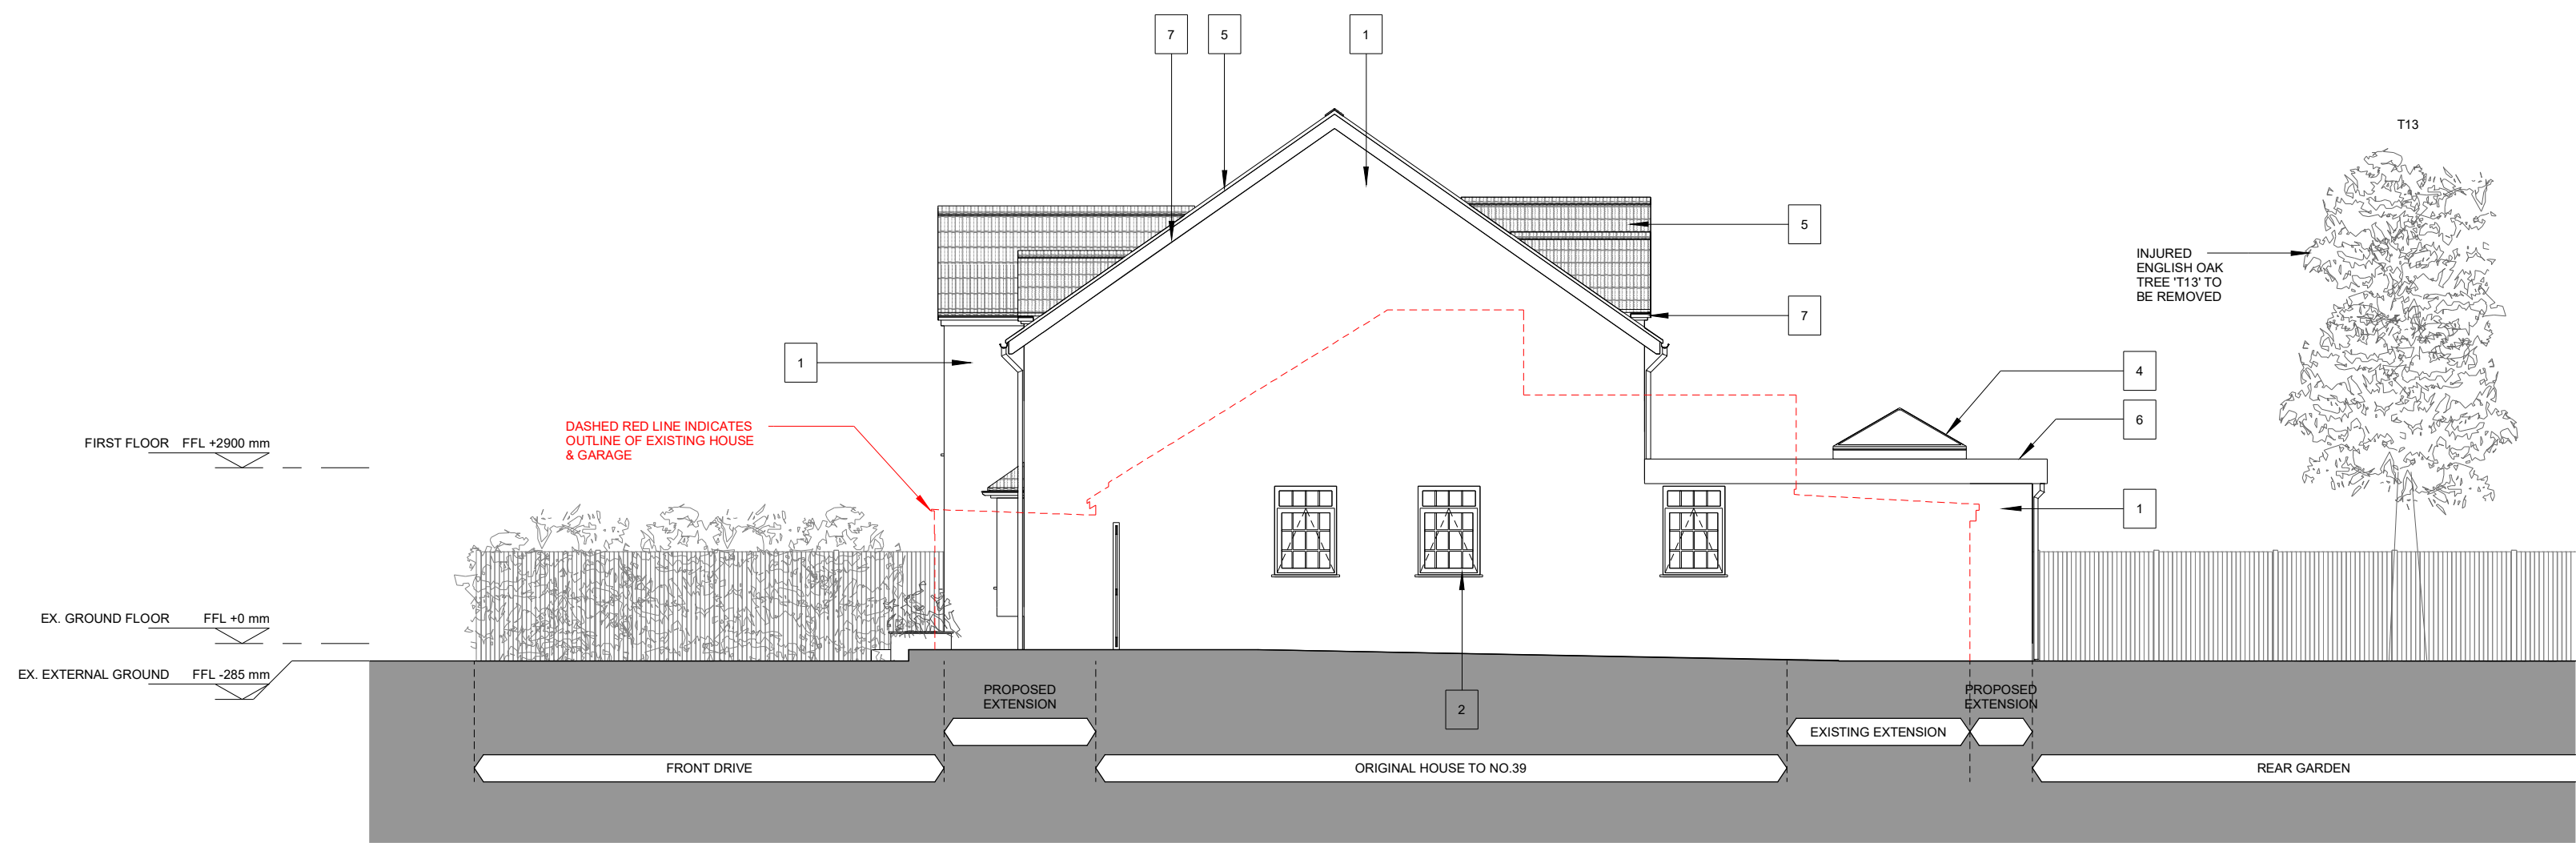 7
5
1
T13
5
INJURED
ENGLISH OAK
TREE 'T13' TO
BE REMOVED
7
1
4
6
DASHED RED LINE INDICATES
OUTLINE OF EXISTING HOUSE
& GARAGE
FIRST FLOOR FFL +2900 mm
1
EX. GROUND FLOOR FFL +0 mm
EX. EXTERNAL GROUND FFL -285 mm
PROPOSED
EXTENSION
2
PROPOSED
EXTENSION
EXISTING EXTENSION
FRONT DRIVE
ORIGINAL HOUSE TO NO.39
REAR GARDEN